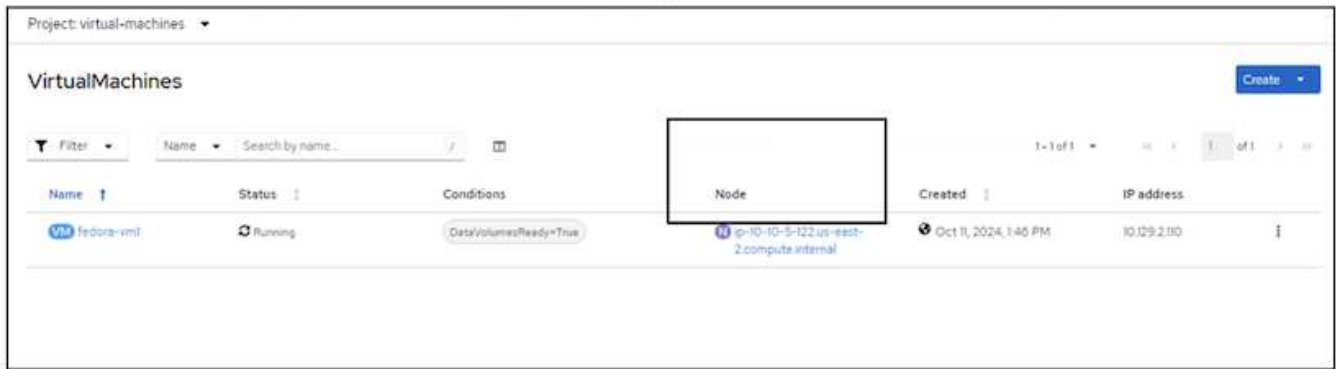 Project: virtual-machines
VirtualMachines
Create
Filter Name Search by name... / 1-1 of 1 1 of 1
Name Status Conditions Node Created IP address
VM fedora-vm1 Running DataVolumesReady=True N ip-10-10-5-122.us-east- Oct 11, 2024, 1:46 PM 10.129.2.110
2.compute.internal